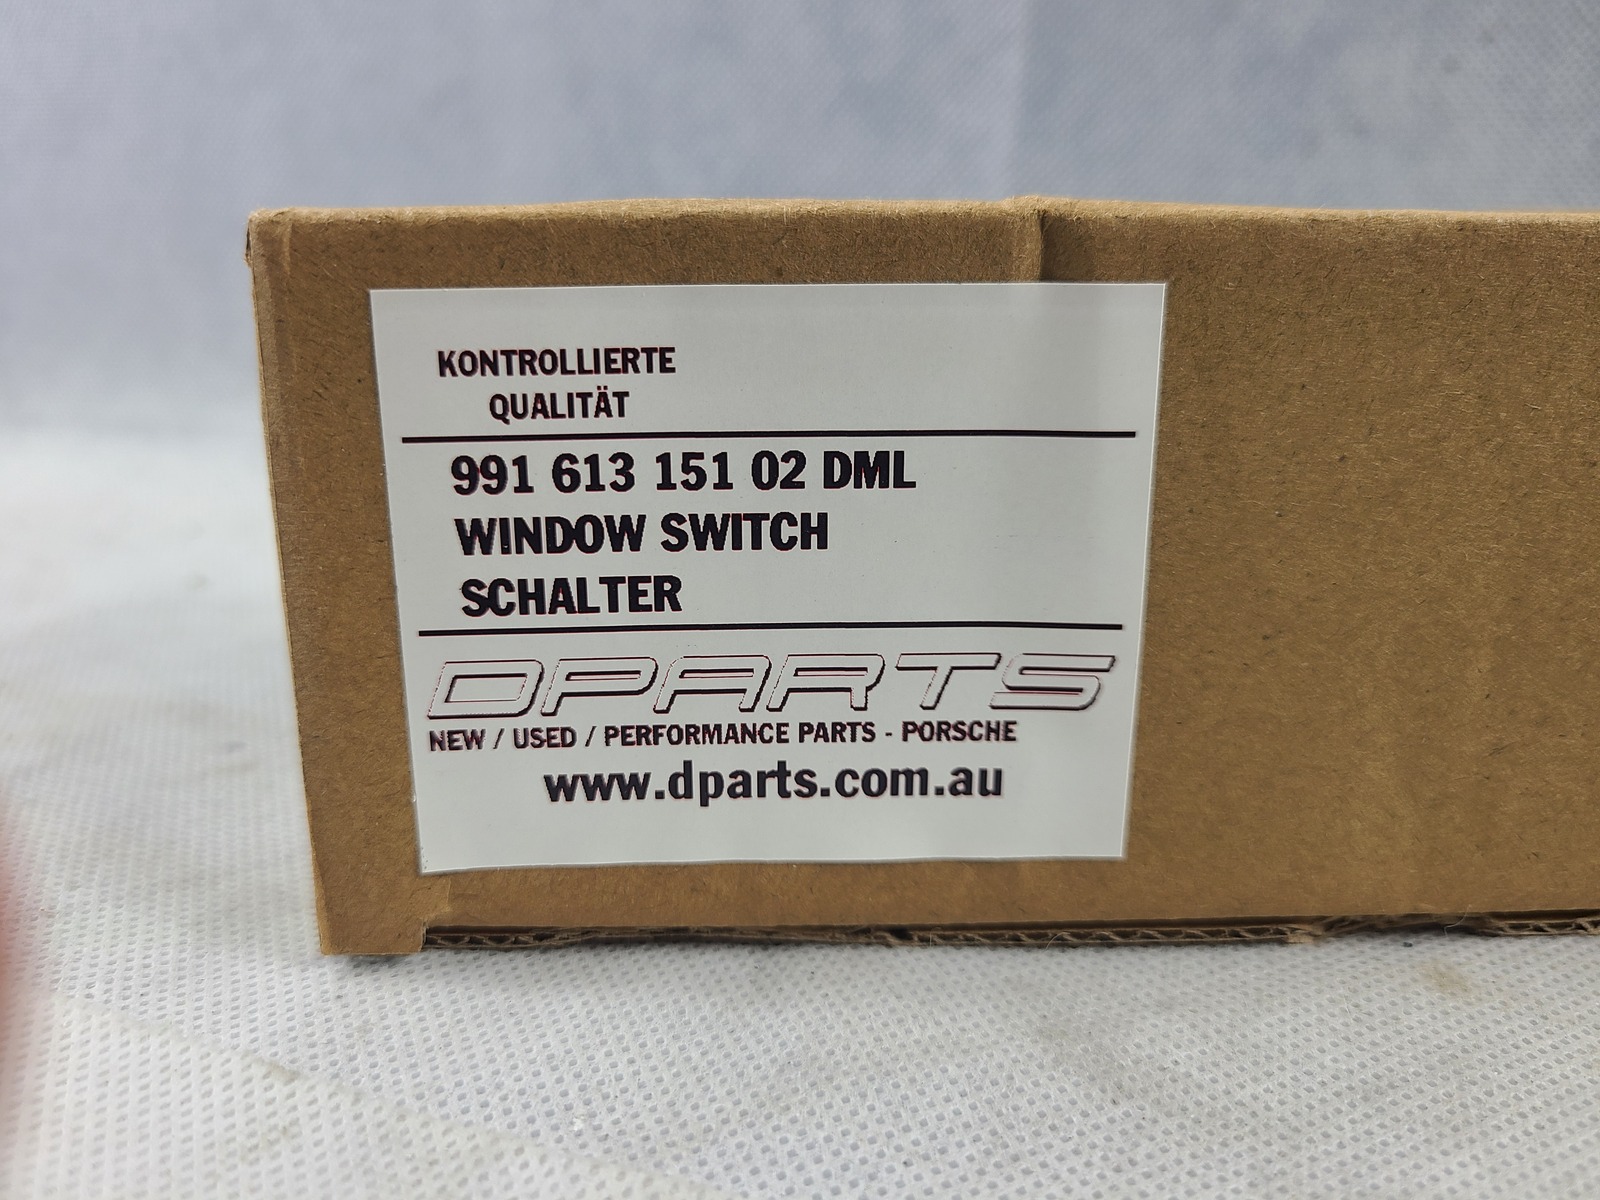 KONTROLLIERTE
QUALITÄT
991 613 151 02 DML
WINDOW SWITCH
SCHALTER
DPARTS
NEW / USED / PERFORMANCE PARTS - PORSCHE
www.dparts.com.au